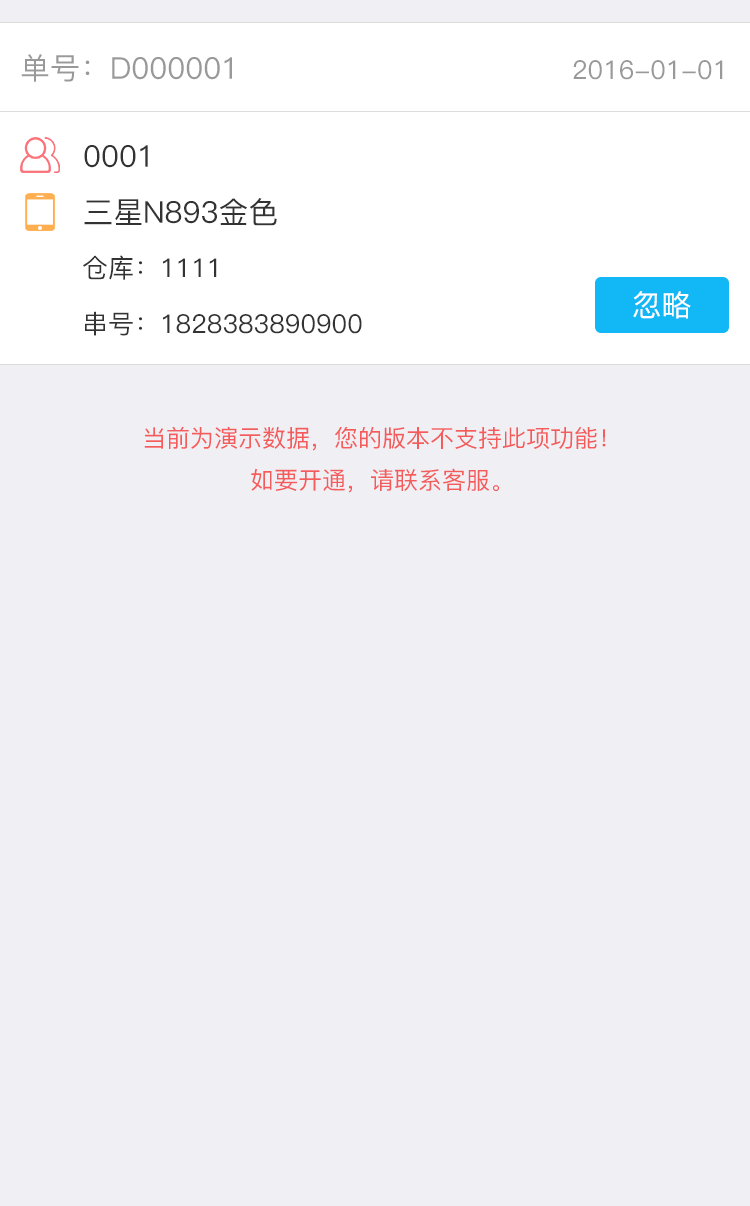 单号：D000001 2016-01-01
0001
三星N893金色
仓库：1111
串号：1828383890900
忽略
当前为演示数据，您的版本不支持此项功能！
如要开通，请联系客服。